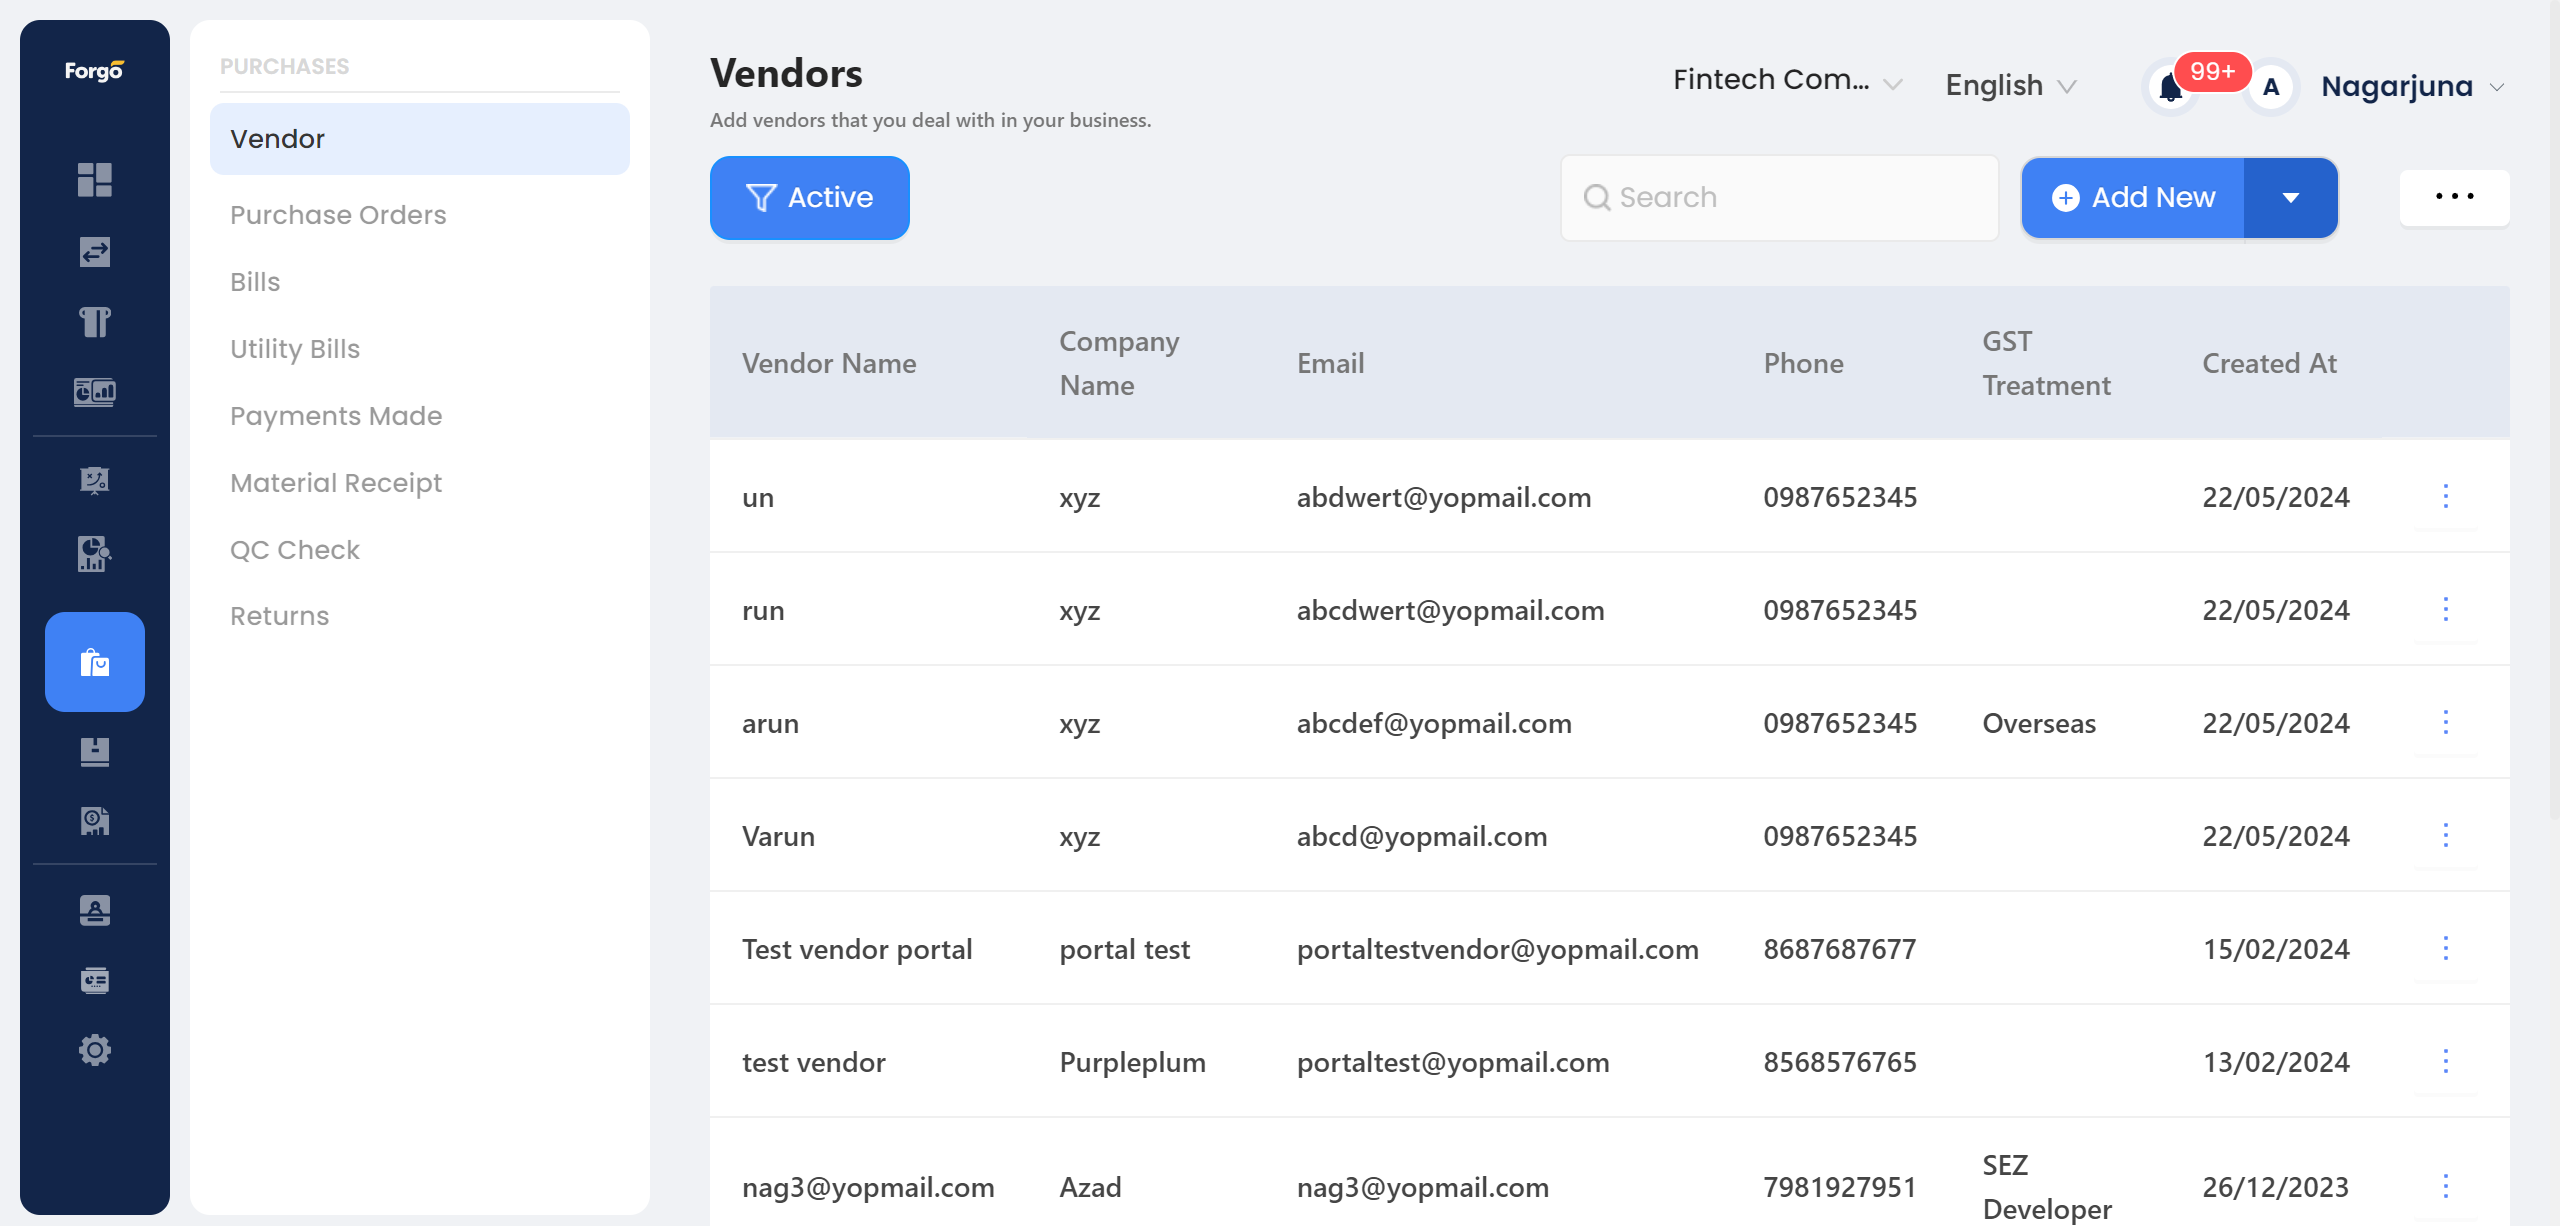 Forgo
PURCHASES
Vendor
Purchase Orders
Bills
Utility Bills
Payments Made
Material Receipt
QC Check
Returns
Vendors
Add vendors that you deal with in your business.
Fintech Com...
English
99+
A
Nagarjuna
Active
Search
Add New
Vendor Name
Company
Name
Email
Phone
GST
Treatment
Created At
un xyz abdwert@yopmail.com 0987652345 22/05/2024
run xyz abcdwert@yopmail.com 0987652345 22/05/2024
arun xyz abcdef@yopmail.com 0987652345 Overseas 22/05/2024
Varun xyz abcd@yopmail.com 0987652345 22/05/2024
Test vendor portal portal test portaltestvendor@yopmail.com 8687687677 15/02/2024
test vendor Purpleplum portaltest@yopmail.com 8568576765 13/02/2024
nag3@yopmail.com Azad nag3@yopmail.com 7981927951 SEZ
Developer 26/12/2023